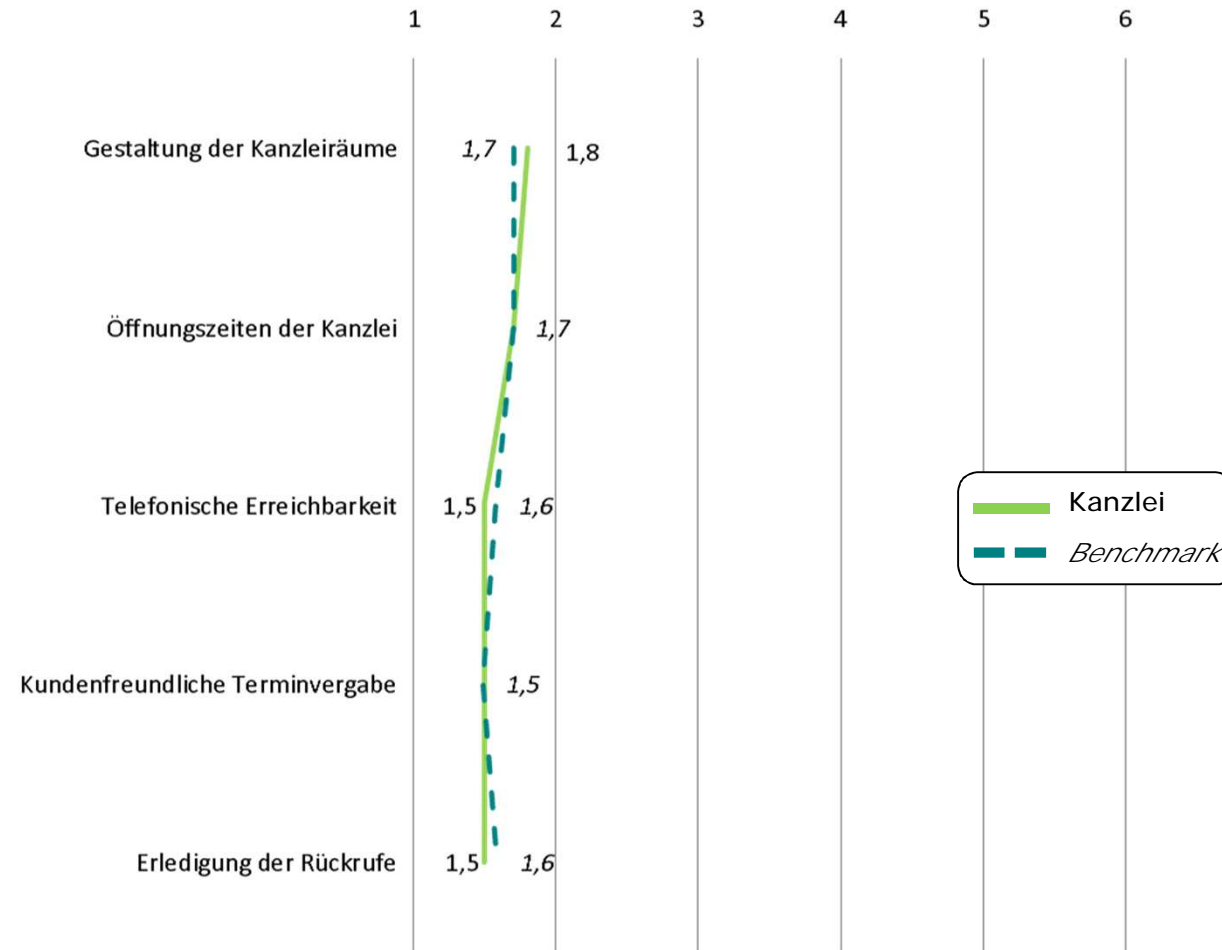 1 2 3 4 5 6
Gestaltung der Kanzleiräume 1,7 1,8
Öffnungszeiten der Kanzlei 1,7
Telefonische Erreichbarkeit 1,5 1,6
Kanzlei
Benchmark
Kundenfreundliche Terminvergabe 1,5
Erledigung der Rückrufe 1,5 1,6